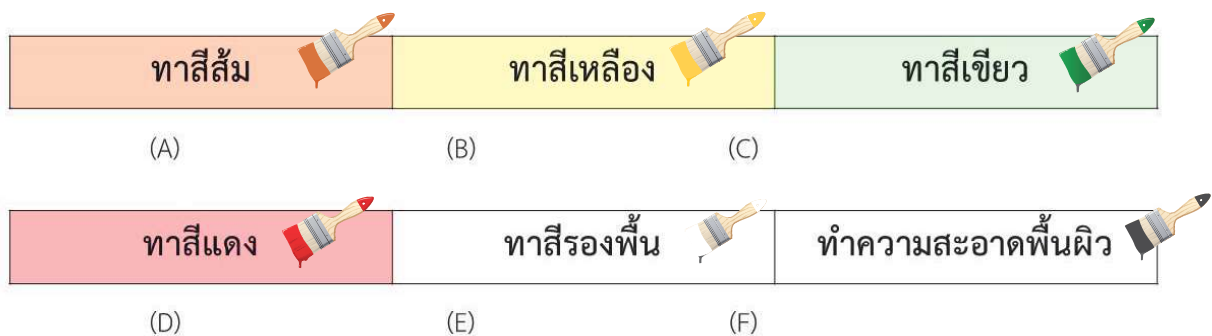 ทาสีส้ม ทาสีเหลือง ทาสีเขียว
(A) (B) (C)
ทาสีแดง ทาสีรองพื้น ทำความสะอาดพื้นผิว
(D) (E) (F)